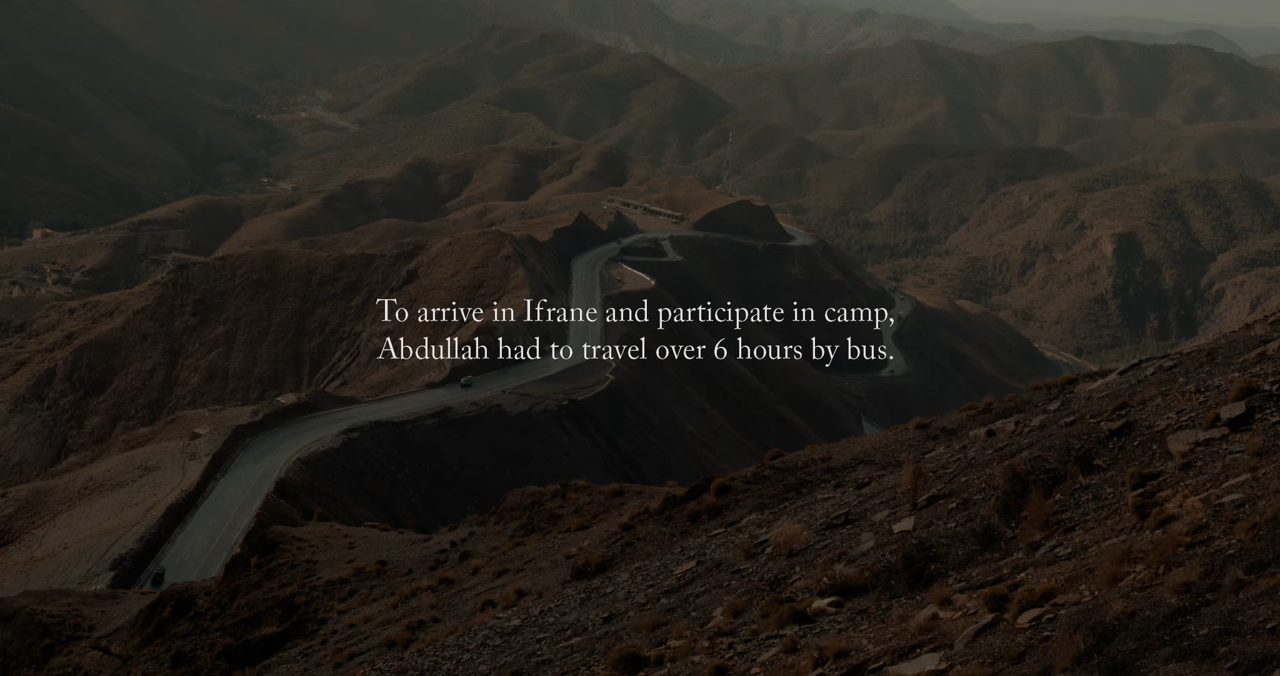 To arrive in Ifrane and participate in camp,
Abdullah had to travel over 6 hours by bus.